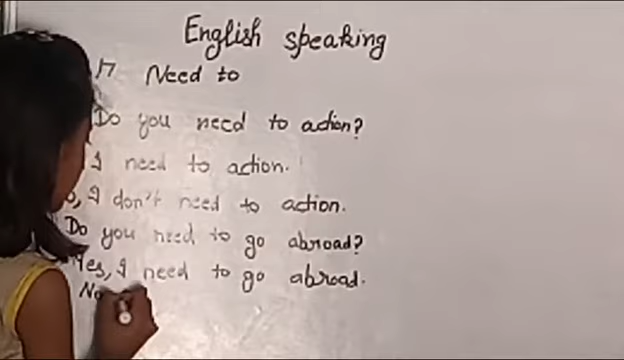 English speaking
17 Need to
Do you need to action?
I need to action.
I don't need to action.
Do you need to go abroad?
Yes, I need to go abroad.
No